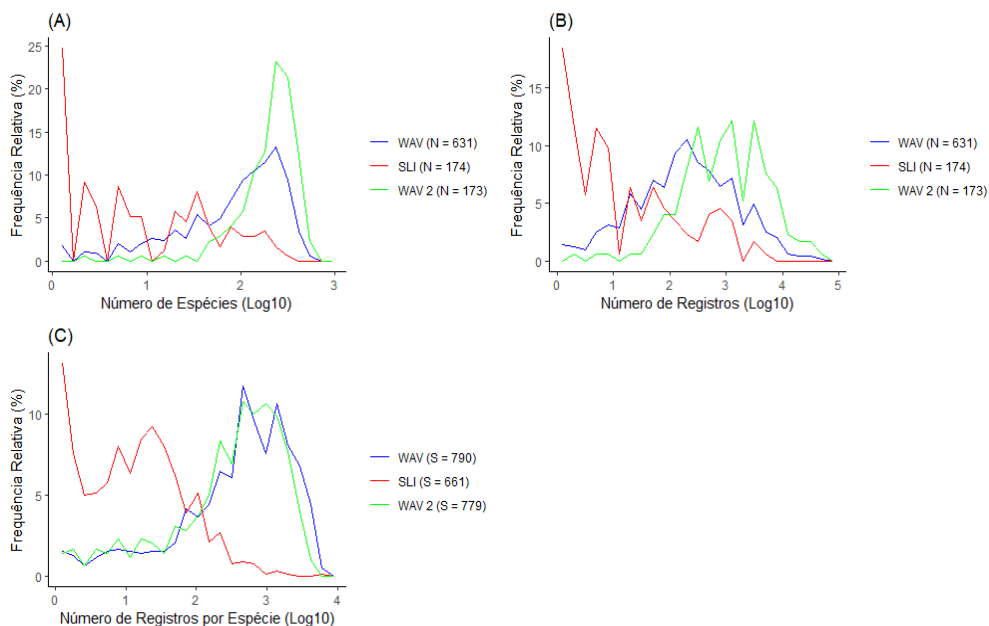 (A)
Frequência Relativa (%)
25
20
15
10
5
0
0 1 2 3
Número de Espécies (Log10)
WAV (N = 631)
SLI (N = 174)
WAV 2 (N = 173)
(B)
Frequência Relativa (%)
15
10
5
0
0 1 2 3 4 5
Número de Registros (Log10)
WAV (N = 631)
SLI (N = 174)
WAV 2 (N = 173)
(C)
Frequência Relativa (%)
10
5
0
0 1 2 3 4
Número de Registros por Espécie (Log10)
WAV (S = 790)
SLI (S = 661)
WAV 2 (S = 779)